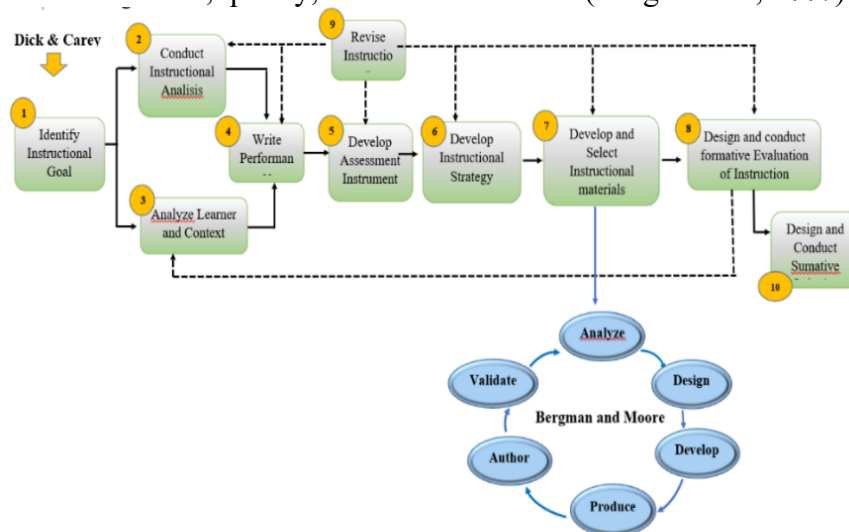 Dick & Carey
1
Identify
Instructional
Goal
2
Conduct
Instructional
Analisis
3
Analyze Learner
and Context
4
Write
Performan
5
Develop
Assessment
Instrument
6
Develop
Instructional
Strategy
7
Develop and
Select
Instructional
materials
8
Design and conduct
formative Evaluation
of Instruction
9
Revise
Instructio
Design and
Conduct
Sumative
10
Analyze
Design
Develop
Produce
Author
Validate
Bergman and Moore